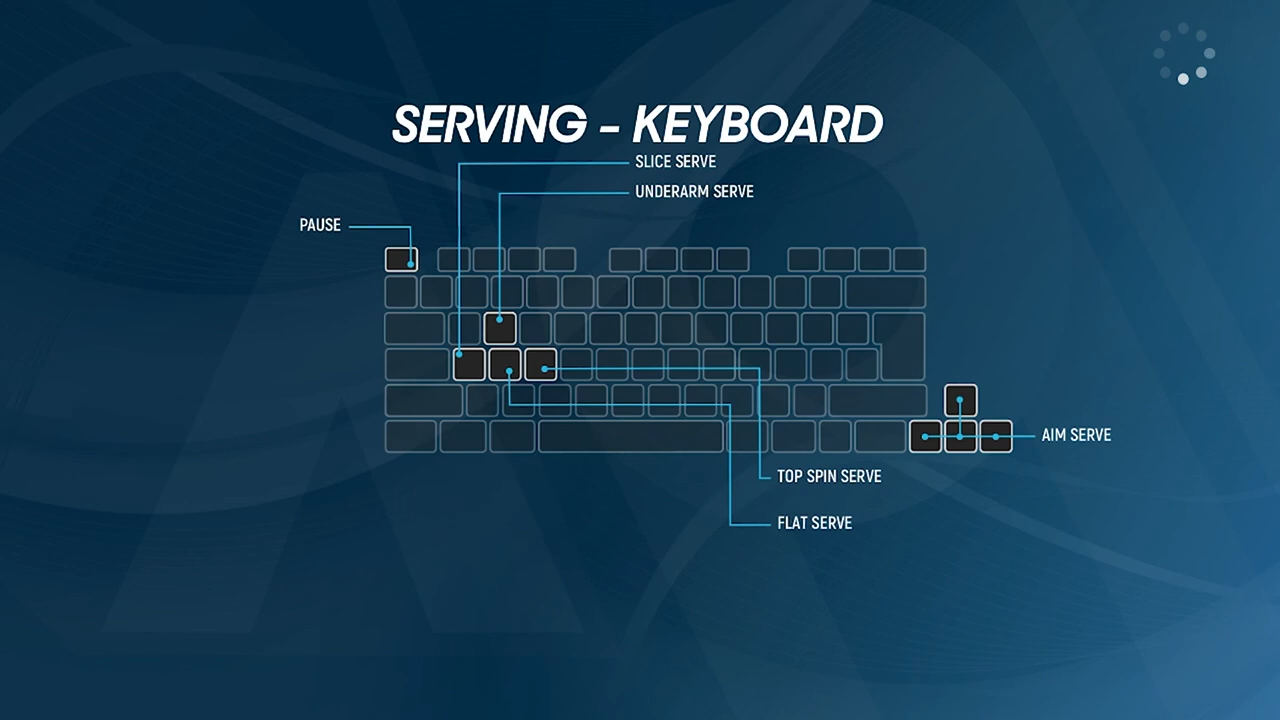 SERVING - KEYBOARD
SLICE SERVE
UNDERARM SERVE
PAUSE
AIM SERVE
TOP SPIN SERVE
FLAT SERVE